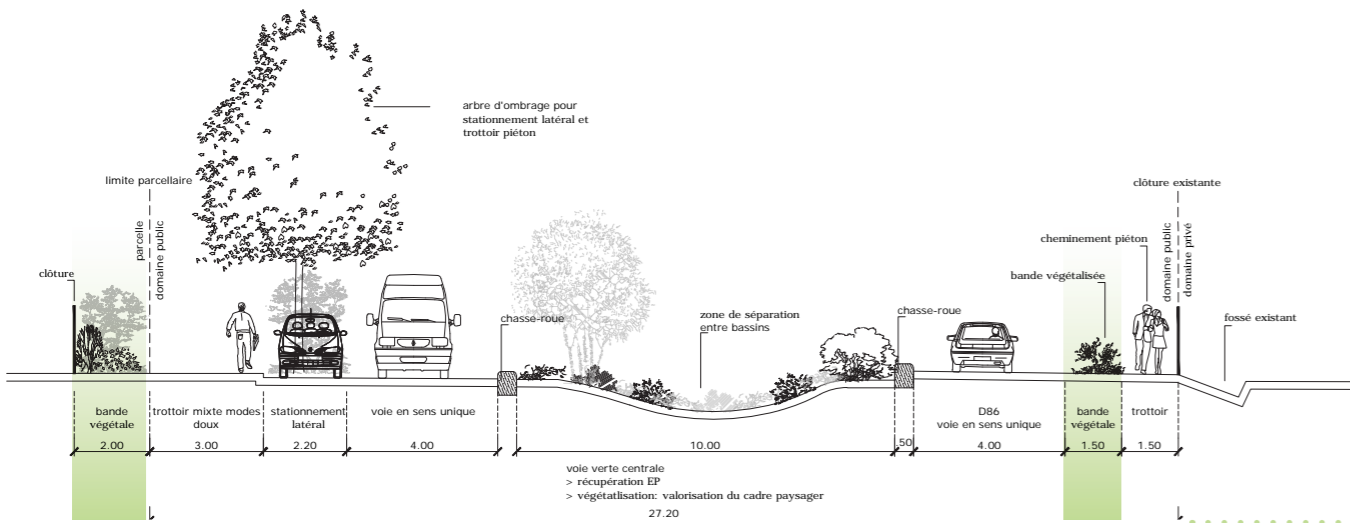 arbre d'ombrage pour
stationnement latéral et
trottoir piéton
limite parcellaire
parcelle
domaine public
clôture
chasse-roue
zone de séparation
entre bassins
chasse-roue
clôture existante
cheminement piéton
domaine public
domaine privé
bande végétalisée
fossé existant
bande
végétale
2.00
trottoir mixte modes
doux
3.00
stationnement
latéral
2.20
voie en sens unique
4.00
10.00
.50
D86
voie en sens unique
4.00
bande
végétale
1.50
trottoir
1.50
voie verte centrale
> récupération EP
> végétatlisation: valorisation du cadre paysager
27.20